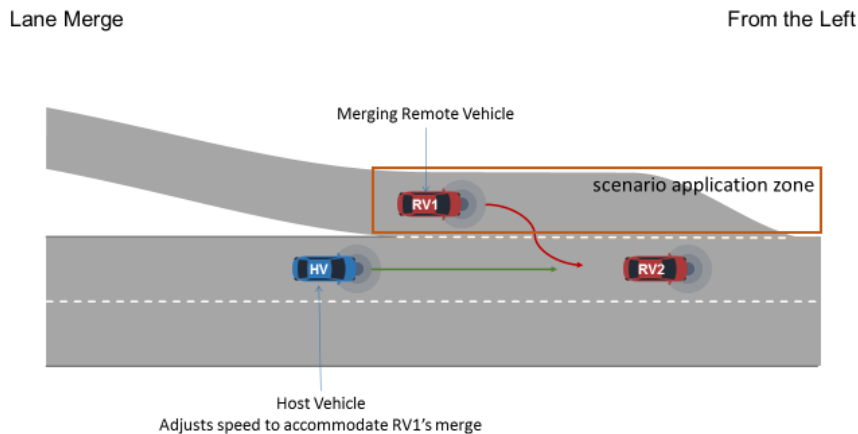 Lane Merge
From the Left
Merging Remote Vehicle
scenario application zone
RV1
HV
RV2
Host Vehicle
Adjusts speed to accommodate RV1's merge